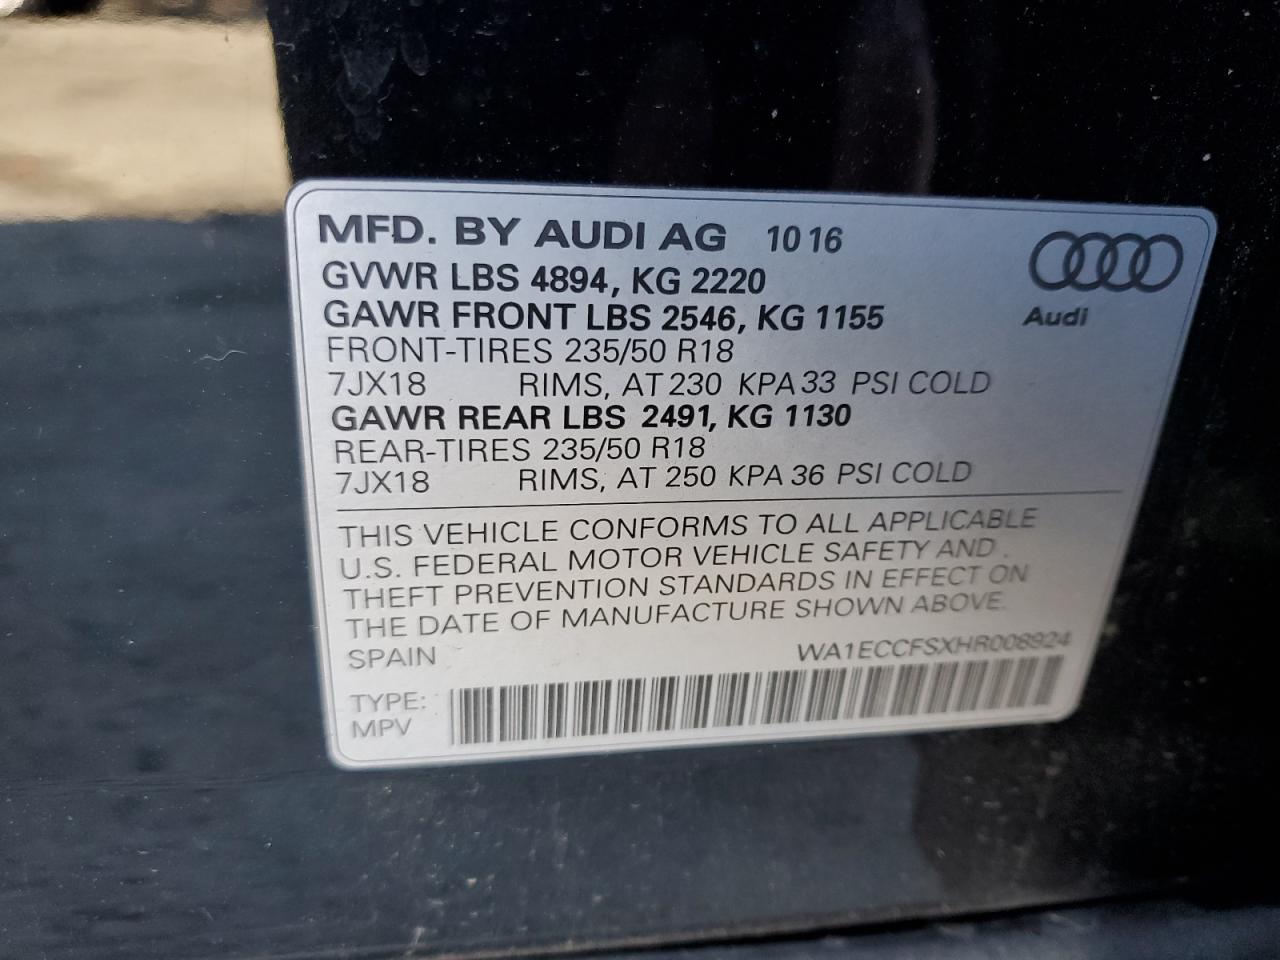 MFD. BY AUDI AG 10 16
GVWR LBS 4894, KG 2220
GAWR FRONT LBS 2546, KG 1155
Audi
FRONT-TIRES 235/50 R18
7JX18 RIMS, AT 230 KPA 33 PSI COLD
GAWR REAR LBS 2491, KG 1130
REAR-TIRES 235/50 R18
7JX18 RIMS, AT 250 KPA 36 PSI COLD
THIS VEHICLE CONFORMS TO ALL APPLICABLE
U.S. FEDERAL MOTOR VEHICLE SAFETY AND
THEFT PREVENTION STANDARDS IN EFFECT ON
THE DATE OF MANUFACTURE SHOWN ABOVE.
SPAIN WA1ECCFSXHR008924
TYPE:
MPV